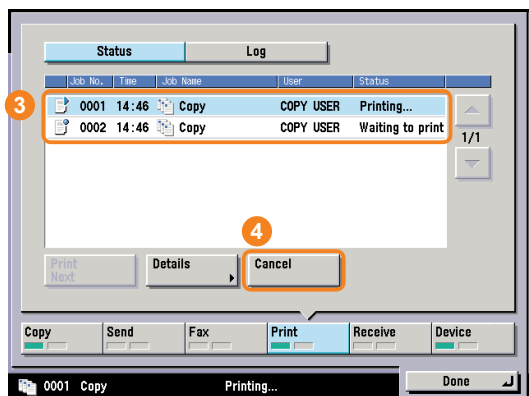 Status Log
Job No. Time Job Name User Status
3 0001 14:46 Copy COPY USER Printing...
0002 14:46 Copy COPY USER Waiting to print
1/1
4
Print Next Details Cancel
Copy Send Fax Print Receive Device
0001 Copy Printing... Done